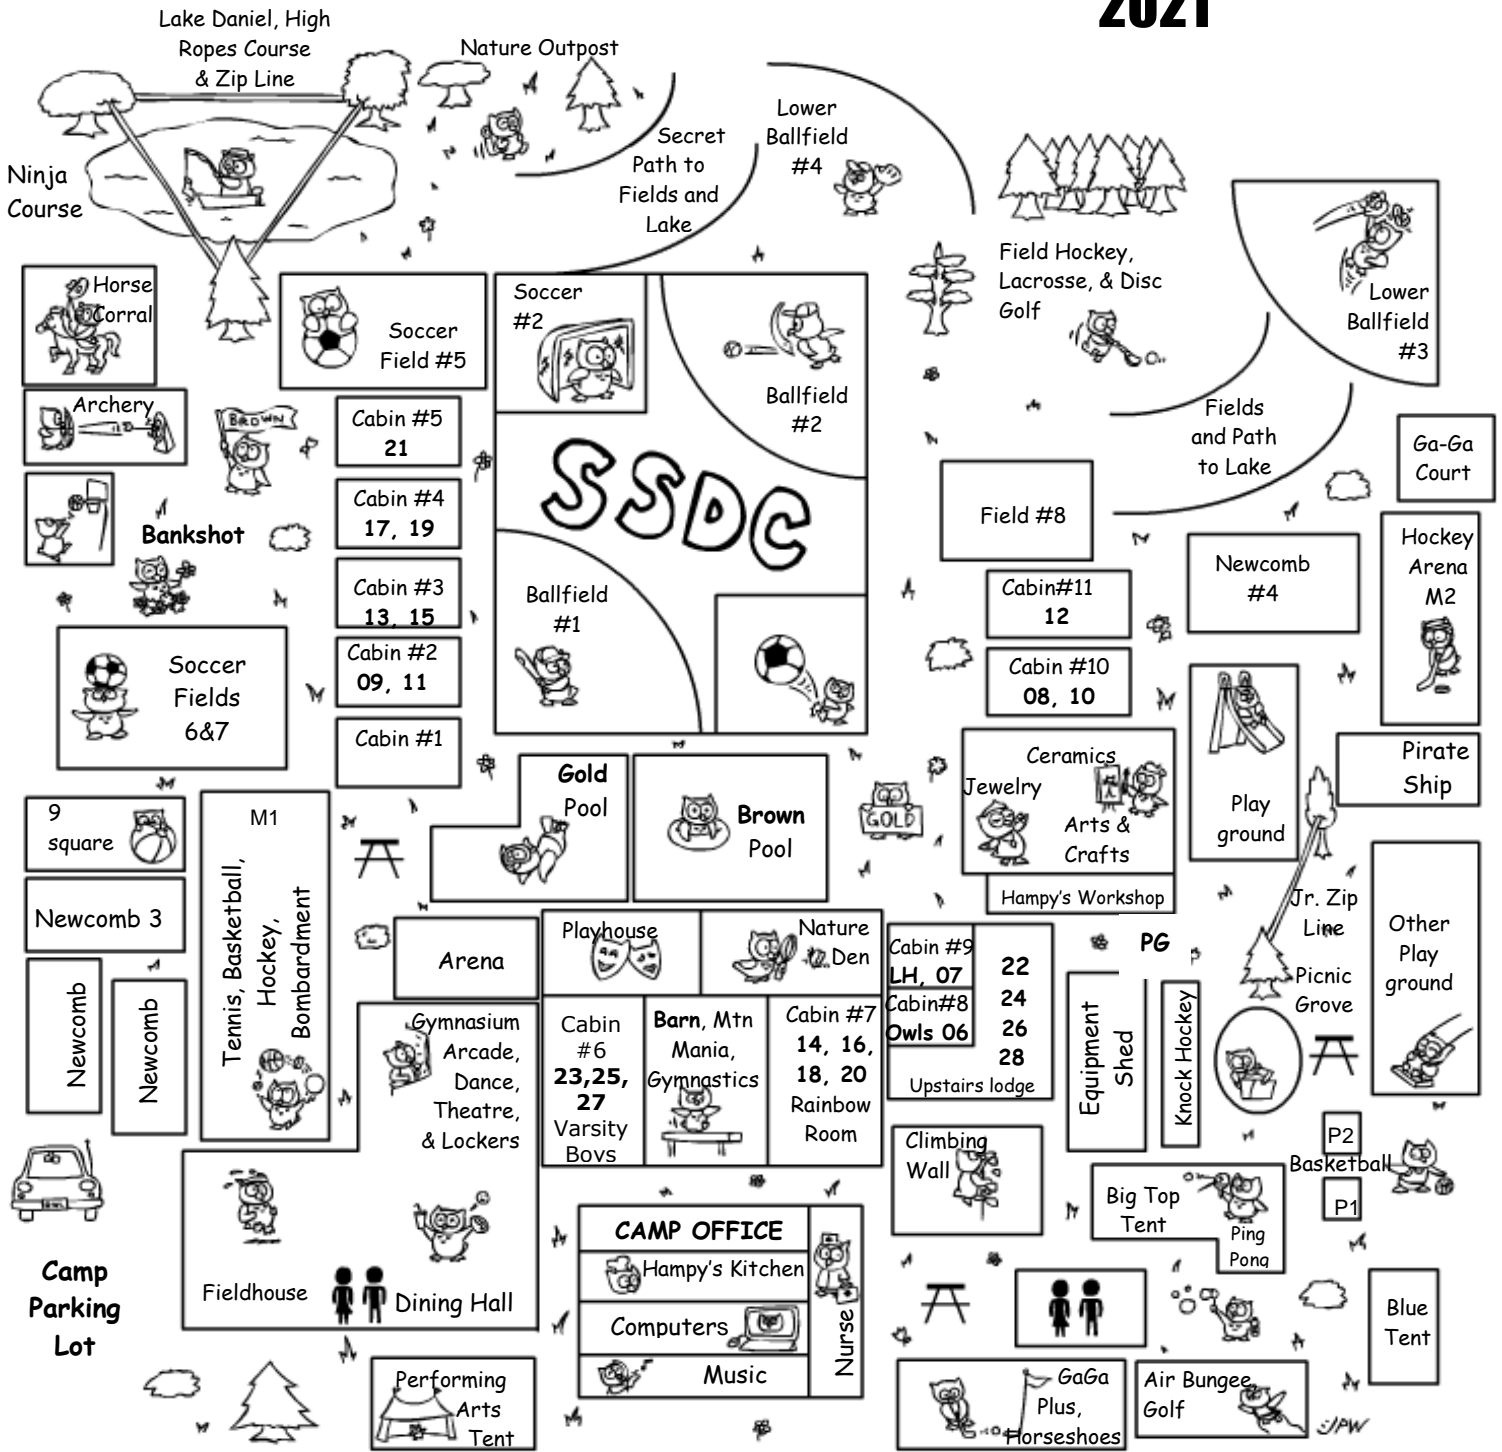 2021
Lake Daniel, High
Ropes Course
& Zip Line
Nature Outpost
Secret
Path to
Fields and
Lake
Lower
Ballfield
#4
Ninja
Course
Field Hockey,
Lacrosse, & Disc
Golf
Lower
Ballfield
#3
Horse
Corral
Soccer
Field #5
Soccer
#2
Ballfield
#2
Archery
BROWN
Cabin #5
21
Fields
and Path
to Lake
Ga-Ga
Court
Bankshot
Cabin #4
17, 19
SSDC
Field #8
Hockey
Arena
M2
Newcomb
#4
Cabin #3
13, 15
Ballfield
#1
Cabin#11
12
Cabin #2
09, 11
Cabin #10
08, 10
Soccer
Fields
6&7
Cabin #1
Gold
Pool
Brown
Pool
GOLD
Ceramics
Jewelry
Arts &
Crafts
Hampy's Workshop
Play
ground
Pirate
Ship
9
square
M1
Tennis, Basketball,
Hockey,
Bombardment
Newcomb 3
Newcomb
Newcomb
Arena
Playhouse
Nature
Den
Cabin #9
LH, 07
Cabin#8
Owls 06
22
24
26
28
Upstairs lodge
PG
Jr. Zip
Line
Picnic
Grove
Other
Play
ground
Equipment
Shed
Knock Hockey
Gymnasium
Arcade,
Dance,
Theatre,
& Lockers
Cabin
#6
23,25,
27
Varsity
Boys
Barn, Mtn
Mania,
Gymnastics
Cabin #7
14, 16,
18, 20
Rainbow
Room
Climbing
Wall
P2
Basketball
P1
Big Top
Tent
Ping
Pong
Camp
Parking
Lot
Fieldhouse
Dining Hall
CAMP OFFICE
Hampy's Kitchen
Computers
Music
Nurse
Blue
Tent
Performing
Arts
Tent
GaGa
Plus,
Horseshoes
Air Bungee
Golf
JPW